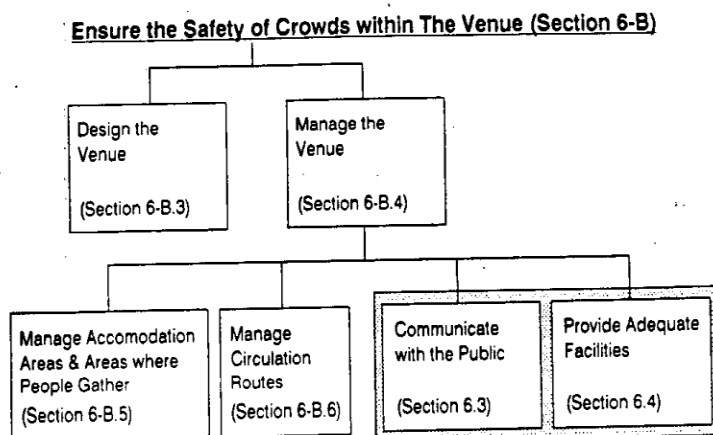 Ensure the Safety of Crowds within The Venue (Section 6-B)
Design the
Venue
(Section 6-B.3)
Manage the
Venue
(Section 6-B.4)
Manage Accomodation
Areas & Areas where
People Gather
(Section 6-B.5)
Manage
Circulation
Routes
(Section 6-B.6)
Communicate
with the Public
(Section 6.3)
Provide Adequate
Facilities
(Section 6.4)